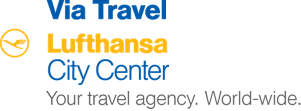 Via Travel
Lufthansa
City Center
Your travel agency. World-wide.